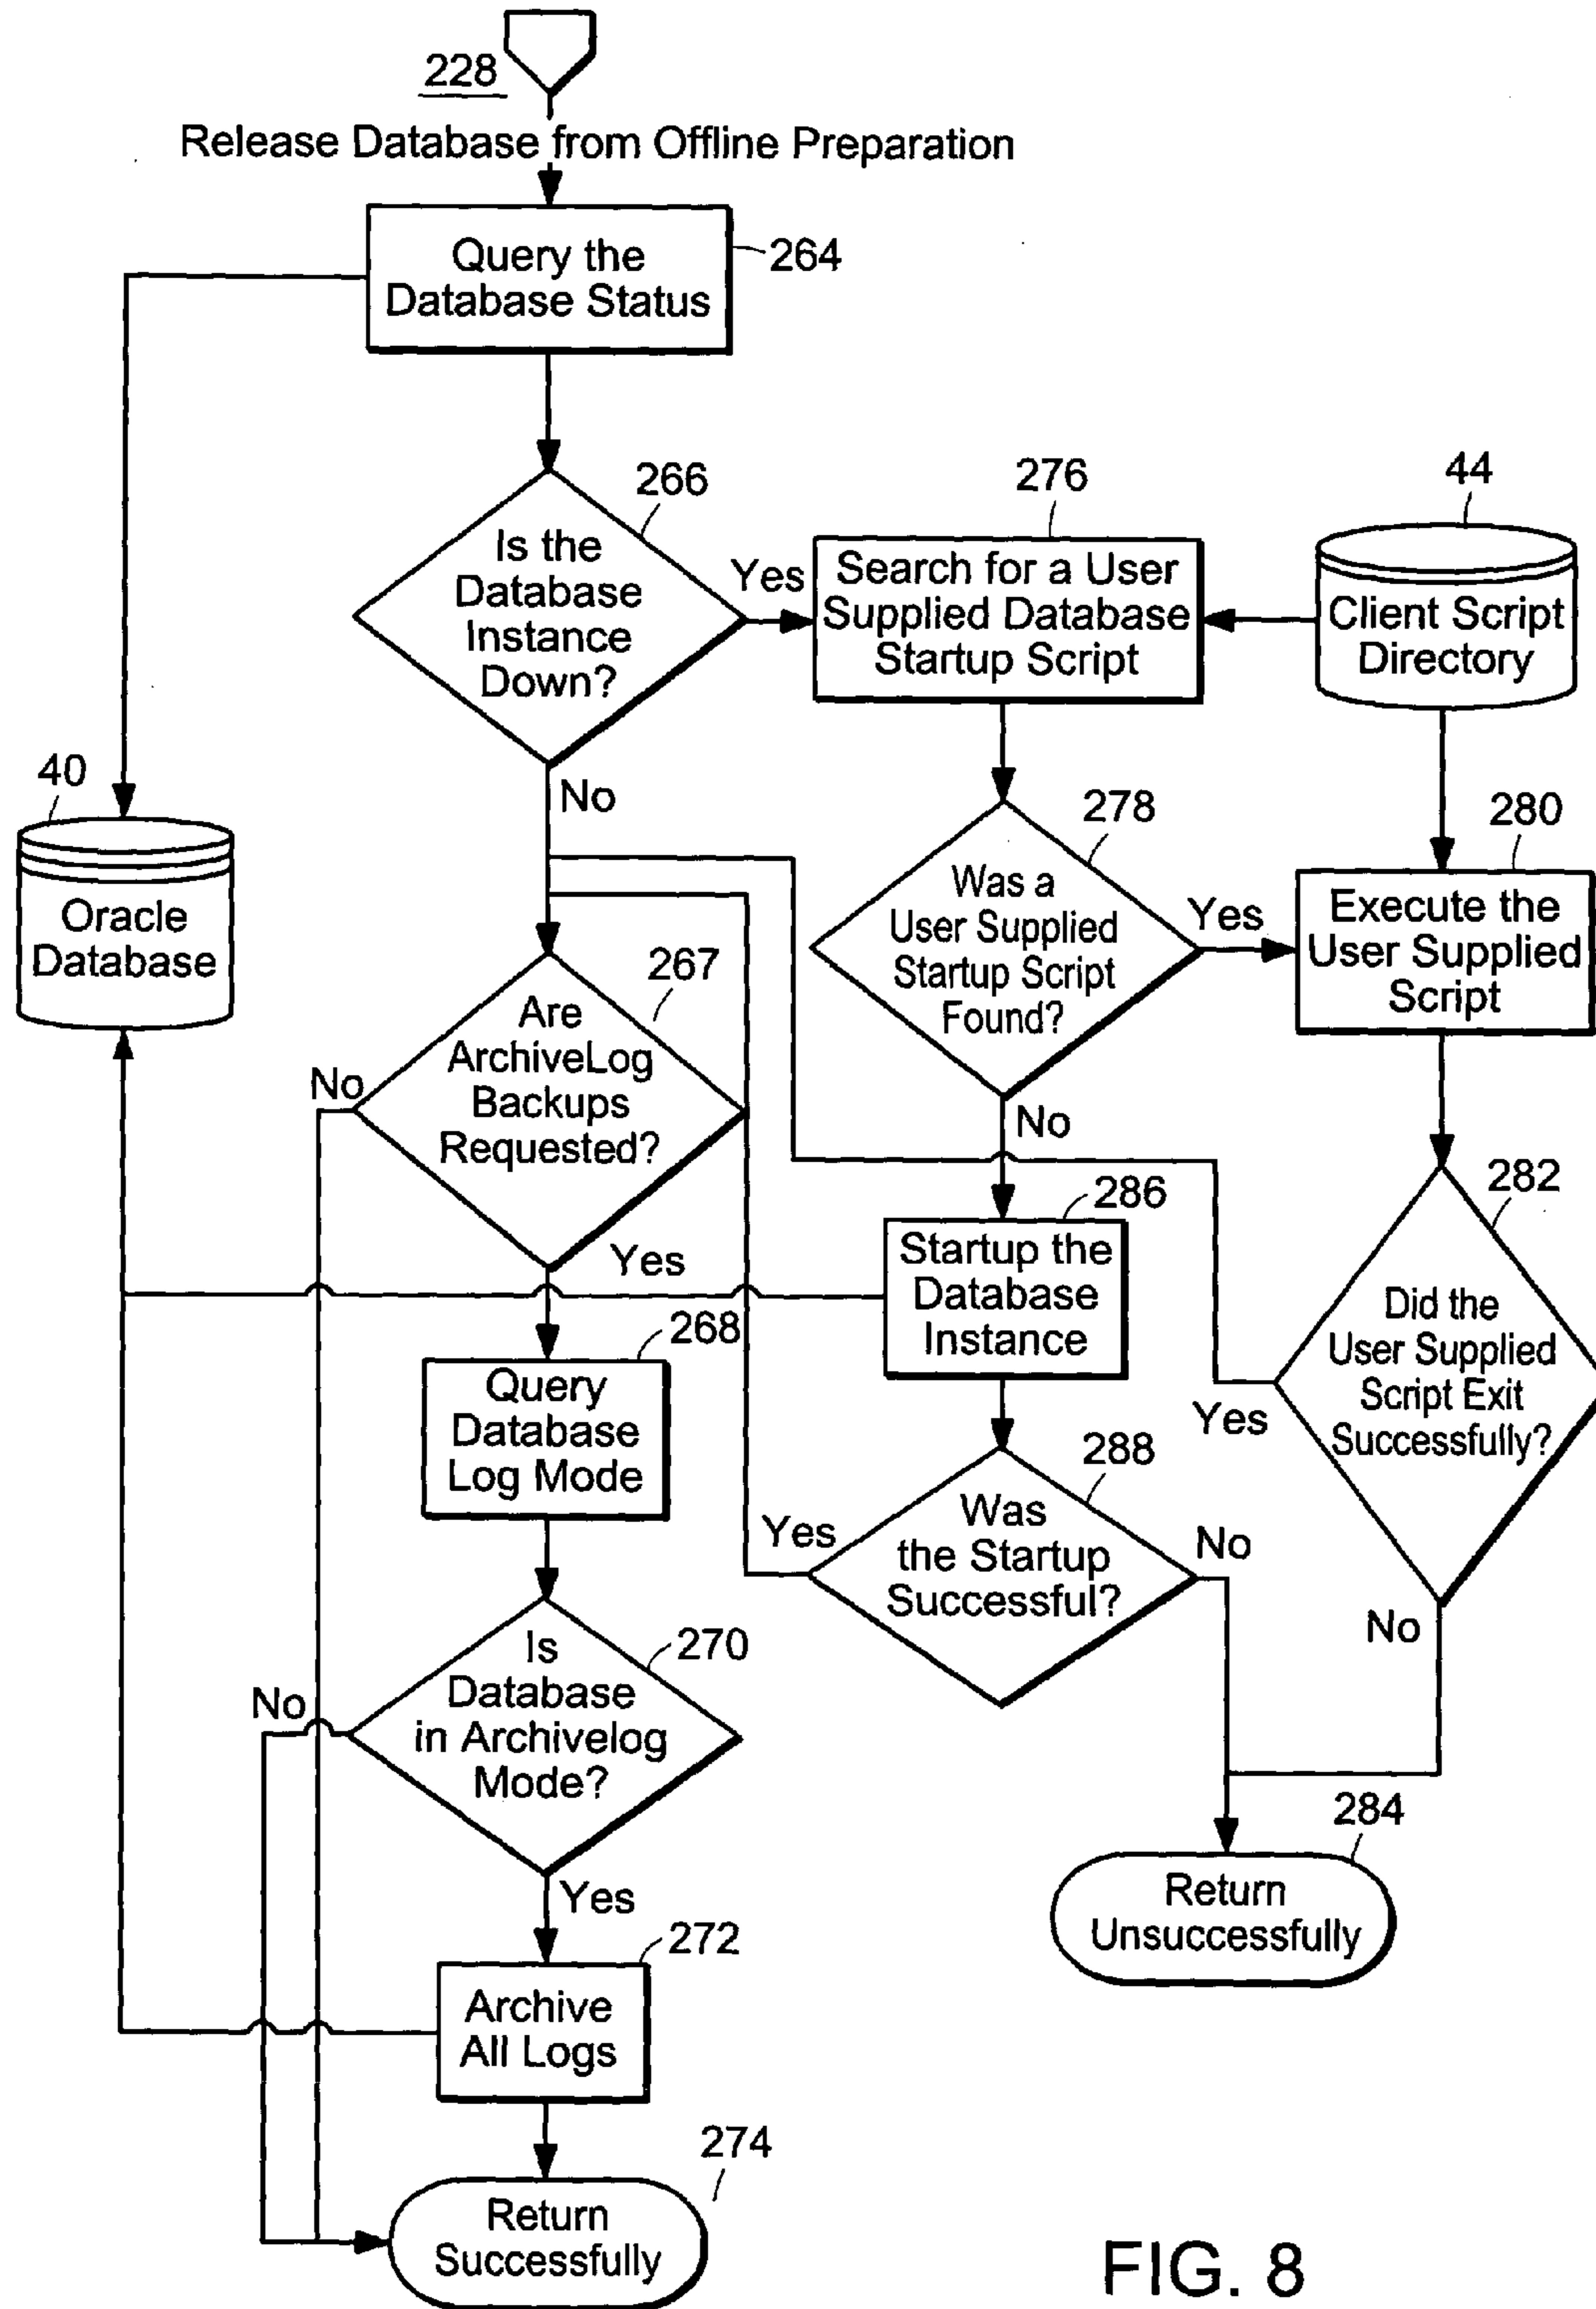 228
Release Database from Offline Preparation
Query the
Database Status
264
266
Is the
Database
Instance
Down?
Yes
No
276
Search for a User
Supplied Database
Startup Script
44
Client Script
Directory
40
Oracle
Database
278
Was a
User Supplied
Startup Script
Found?
Yes
No
280
Execute the
User Supplied
Script
267
Are
ArchiveLog
Backups
Requested?
No
Yes
286
Startup the
Database
Instance
282
Did the
User Supplied
Script Exit
Successfully?
Yes
No
268
Query
Database
Log Mode
288
Was
the Startup
Successful?
Yes
No
270
Is
Database
in Archivelog
Mode?
No
Yes
284
Return
Unsuccessfully
272
Archive
All Logs
274
Return
Successfully
FIG. 8